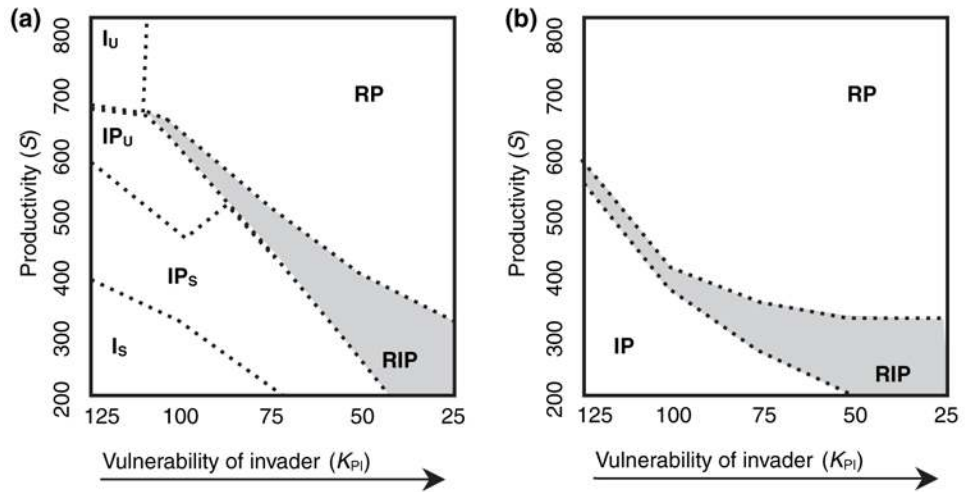 (a)
800
700
600
500
400
300
200
Productivity (S)
I_U
IP_U
IP_S
I_S
RP
RIP
125 100 75 50 25
Vulnerability of invader (K_PI)
(b)
800
700
600
500
400
300
200
Productivity (S)
RP
IP
RIP
125 100 75 50 25
Vulnerability of invader (K_PI)